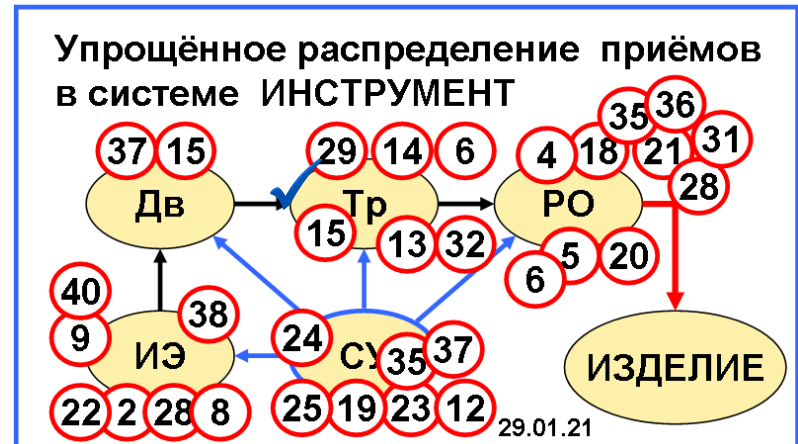 Упрощённое распределение приёмов
в системе ИНСТРУМЕНТ
35 36
37 15 29 14 6 4 18 21 31
28
Дв Тр РО
15 13 32 5 20
6
40
38
9 24 37
ИЭ СУ 35 ИЗДЕЛИЕ
22 2 28 8 25 19 23 12
29.01.21